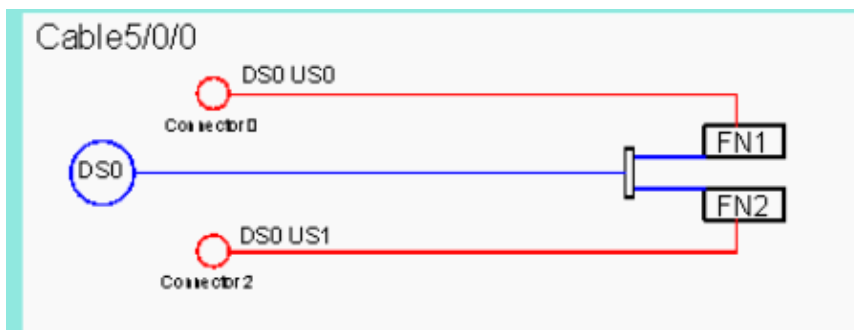 Cable5/0/0
DS0 US0
Connector 0
FN1
DS0
FN2
DS0 US1
Connector 2